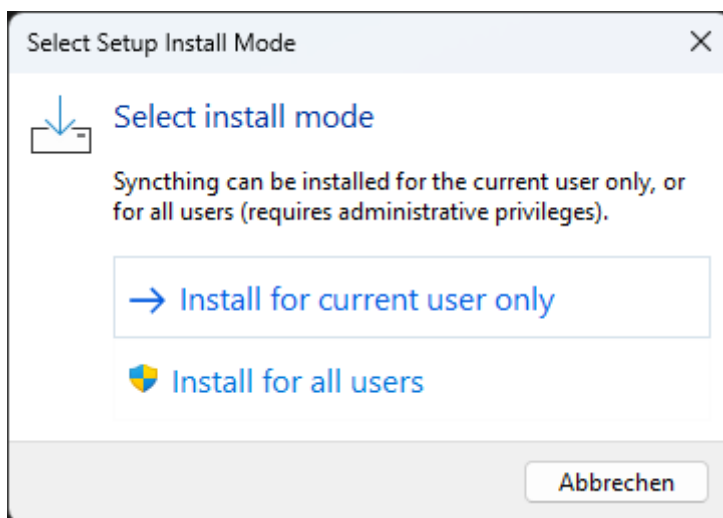 Select Setup Install Mode
Select install mode
Syncthing can be installed for the current user only, or
for all users (requires administrative privileges).
Install for current user only
Install for all users
Abbrechen